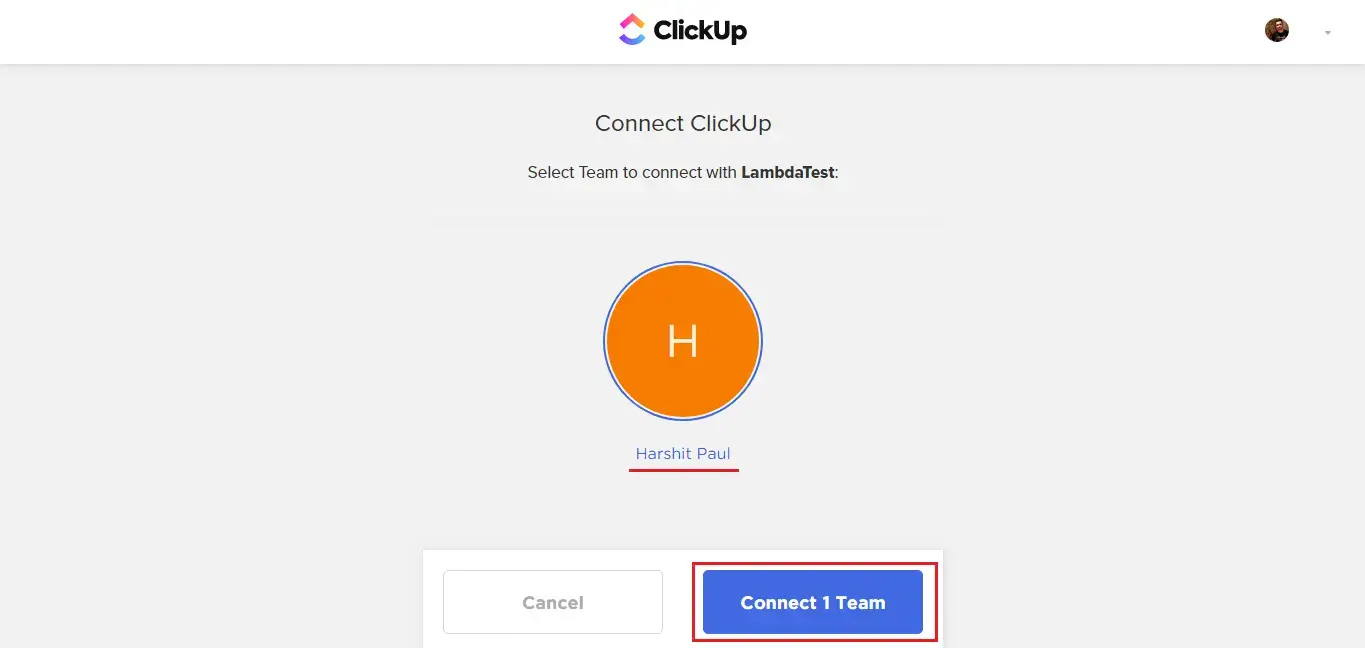 ClickUp
Connect ClickUp
Select Team to connect with LambdaTest:
H
Harshit Paul
Cancel
Connect 1 Team